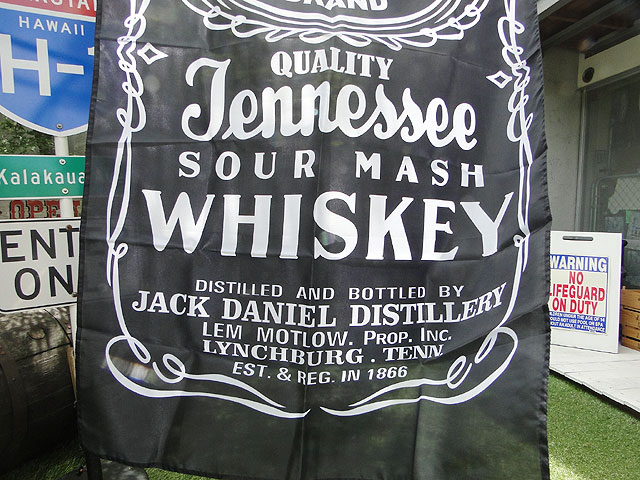 HAWAII
H-1
Kalakaua
OPE
ENT
ON
BRAND
QUALITY
Tennessee
SOUR MASH
WHISKEY
DISTILLED AND BOTTLED BY
JACK DANIEL DISTILLERY
LEM MOTLOW. PROP. INC.
LYNCHBURG . TENN.
EST. & REG. IN 1866
WARNING
NO
LIFEGUARD
ON DUTY